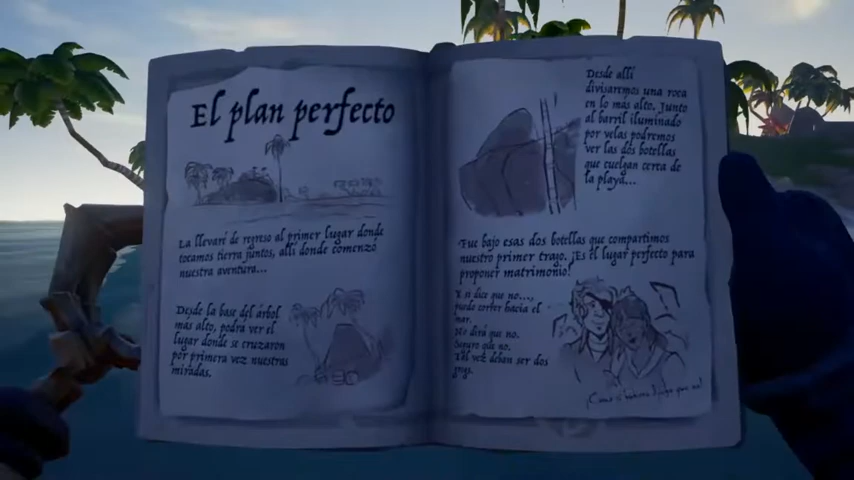 El plan perfecto
La llevaré de regreso al primer lugar donde
tocamos tierra juntos, allí donde comenzó
nuestra aventura...
Desde la base del árbol
más alto, podrá ver el
lugar donde se cruzaron
por primera vez nuestras
miradas.
Desde allí
divisaremos una roca
en lo más alto. Junto
al barril iluminado
por velas podremos
ver las dos botellas
que cuelgan cerca de
la playa...
Fue bajo esas dos botellas que compartimos
nuestro primer trago. ¡Es el lugar perfecto para
proponer matrimonio!
Y si dice que no...,
puedo correr hacia el
mar.
No dirá que no.
Seguro que no.
Tal vez deban ser dos